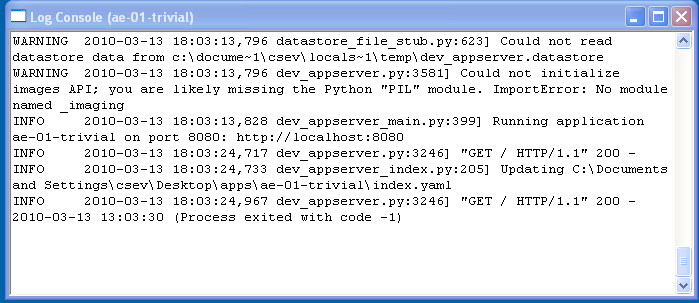 Log Console (ae-01-trivial)
WARNING  2010-03-13 18:03:13,796 datastore_file_stub.py:623] Could not read
datastore data from c:\docume~1\csev\locals~1\temp\dev_appserver.datastore
WARNING  2010-03-13 18:03:13,796 dev_appserver.py:3581] Could not initialize
images API; you are likely missing the Python "PIL" module. ImportError: No module
named _imaging
INFO     2010-03-13 18:03:13,828 dev_appserver_main.py:399] Running application
ae-01-trivial on port 8080: http://localhost:8080
INFO     2010-03-13 18:03:24,717 dev_appserver.py:3246] "GET / HTTP/1.1" 200 -
INFO     2010-03-13 18:03:24,733 dev_appserver_index.py:205] Updating C:\Documents
and Settings\csev\Desktop\apps\ae-01-trivial\index.yaml
INFO     2010-03-13 18:03:24,967 dev_appserver.py:3246] "GET / HTTP/1.1" 200 -
2010-03-13 13:03:30 (Process exited with code -1)